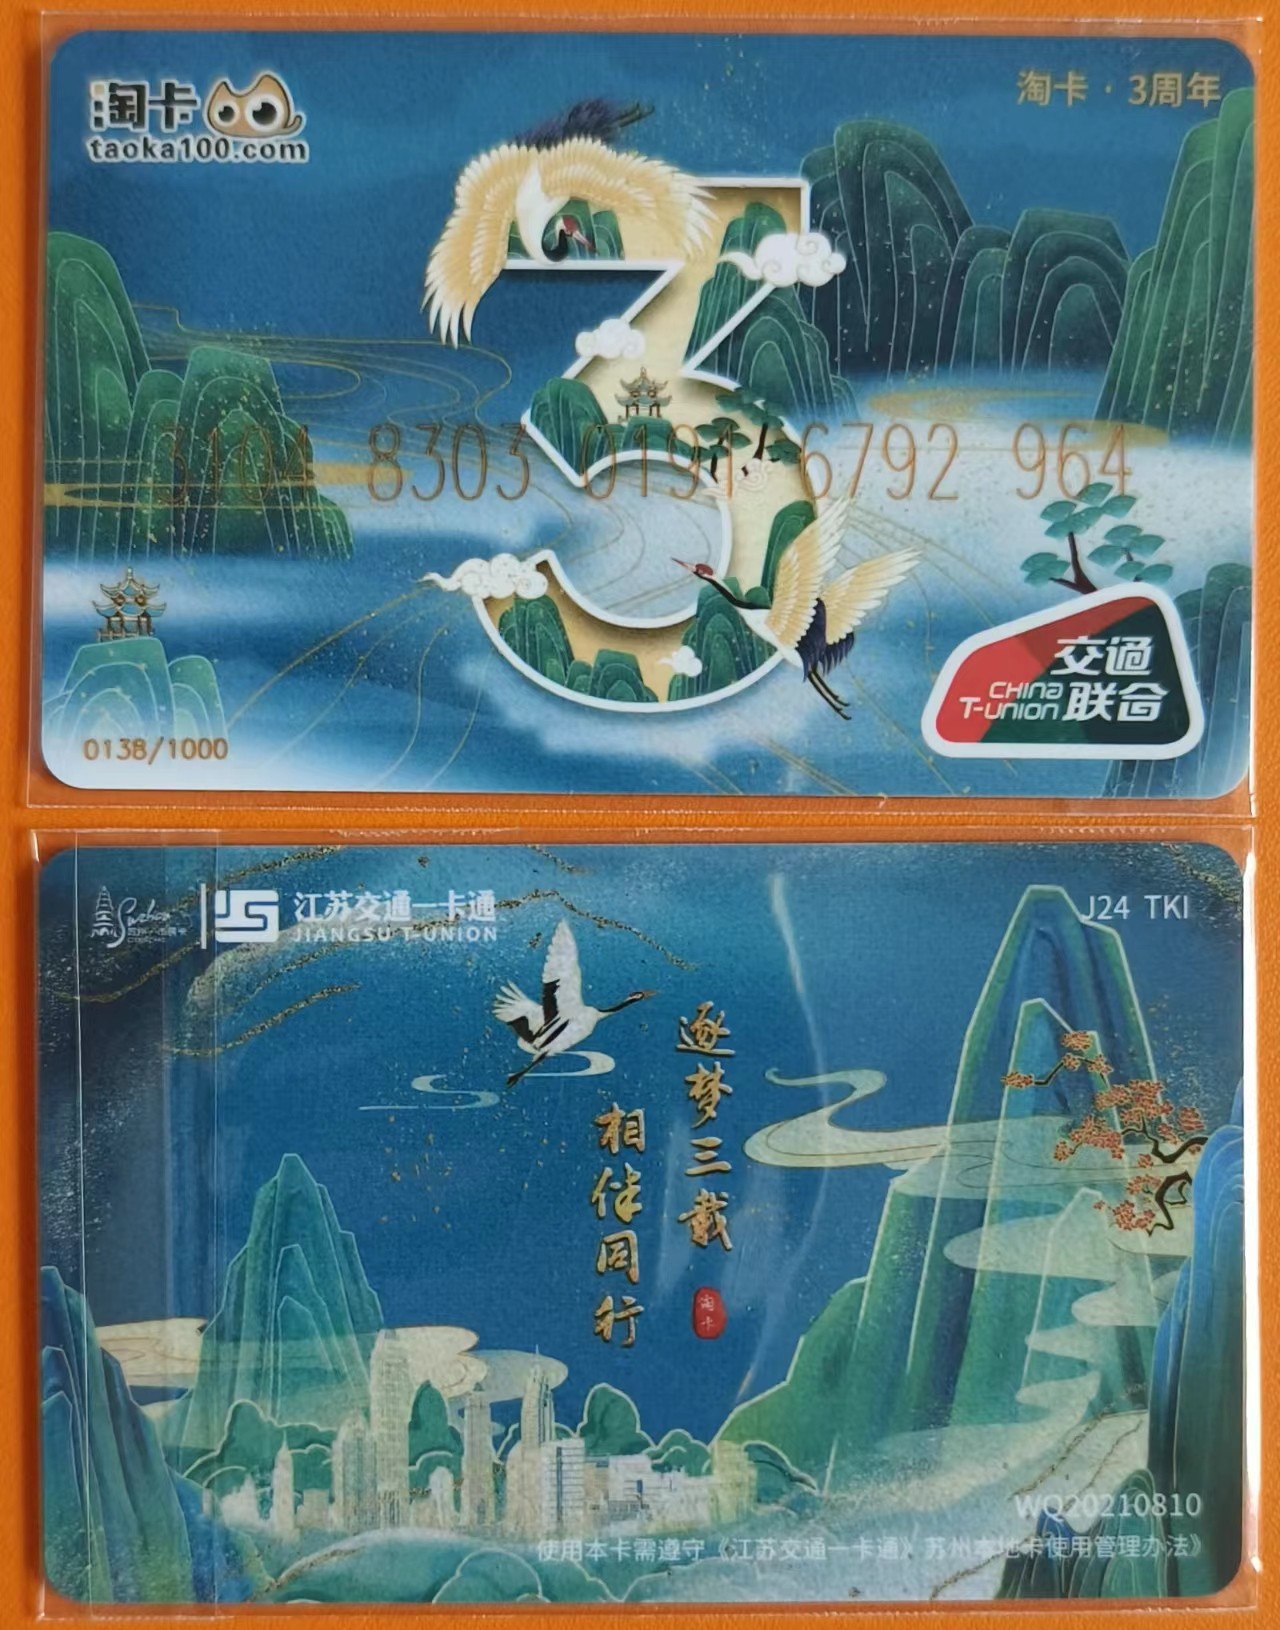 淘卡
taoka100.com
淘卡·3周年
3104 8303 0191 6792 964
交通
CHINA
T-UNION 联合
0138/1000
Suzhou
江苏交通一卡通
JIANGSU T-UNION
J24 TKI
逐梦三载
相伴同行
淘卡
WQ20210810
使用本卡需遵守《江苏交通一卡通》苏州本地卡使用管理办法》